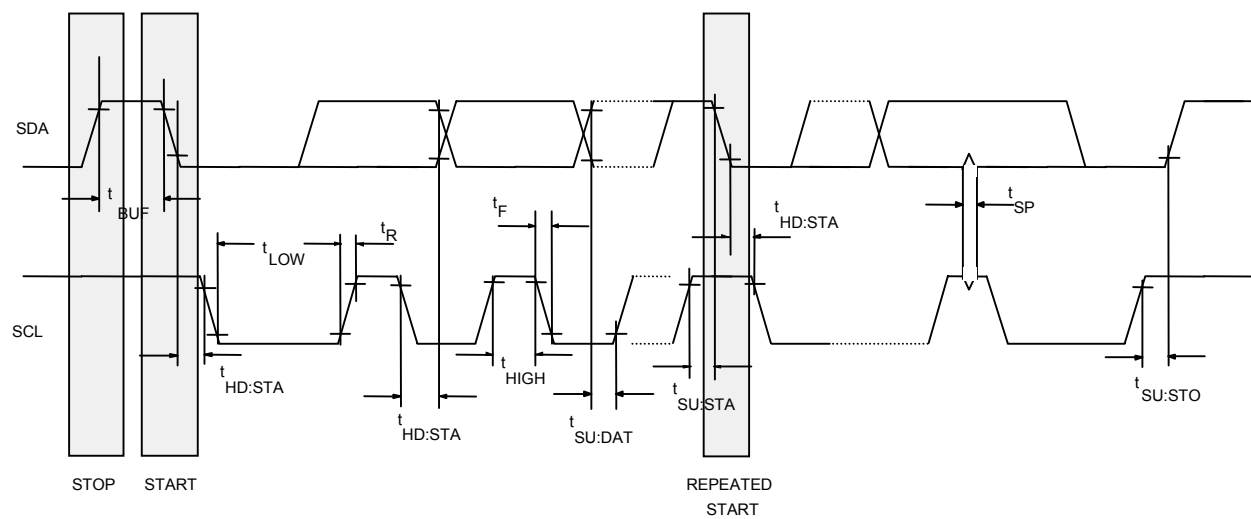 SDA
t
BUF
t
LOW
t
R
t
F
t
HD:STA
t
SP
SCL
t
HD:STA
t
HD:STA
t
HIGH
t
SU:DAT
t
SU:STA
t
SU:STO
STOP
START
REPEATED
START